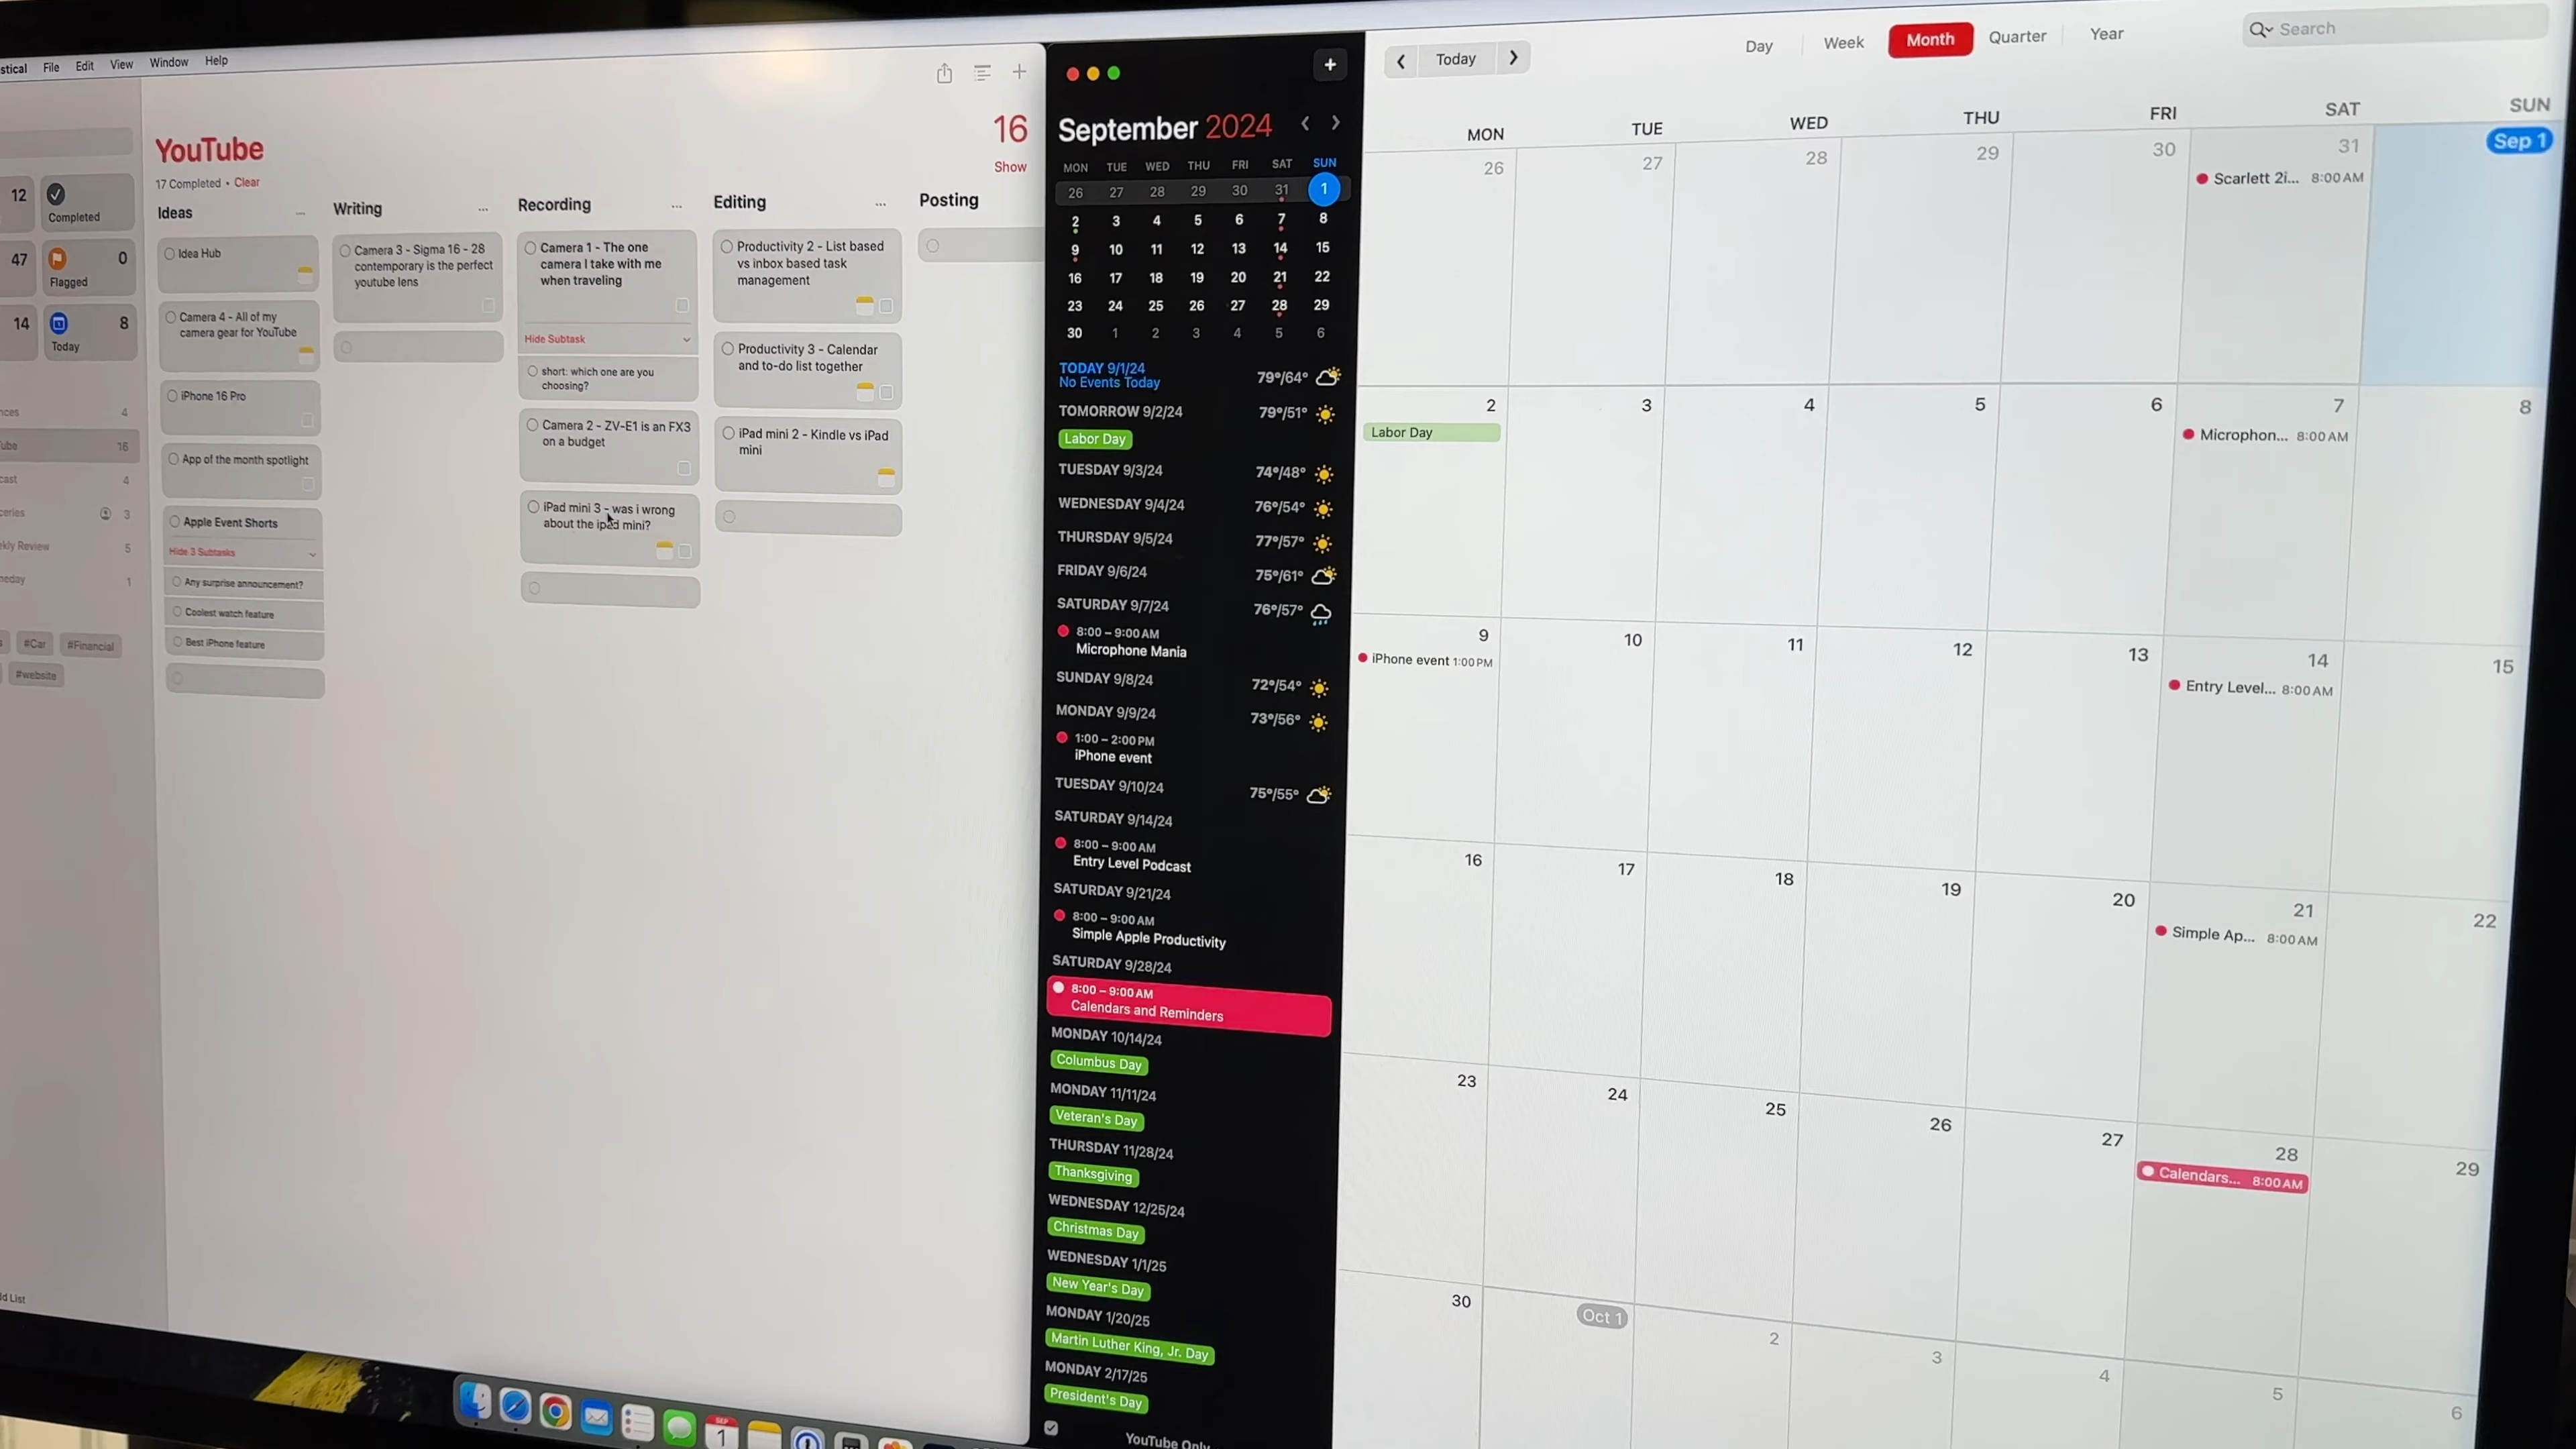 stical File Edit View Window Help
12
Completed
47
0
Flagged
14
8
Today
nces 4
ube 16
cast 4
ceries 3
kly Review 5
neday 1
#Car #Financial
#website
d List
YouTube
16
17 Completed • Clear
Show
Ideas ...
Idea Hub
Camera 4 - All of my
camera gear for YouTube
iPhone 16 Pro
App of the month spotlight
Apple Event Shorts
Hide 3 Subtasks
Any surprise announcement?
Coolest watch feature
Best iPhone feature
Writing ...
Camera 3 - Sigma 16 - 28
contemporary is the perfect
youtube lens
Recording ...
Camera 1 - The one
camera I take with me
when traveling
Hide Subtask
short: which one are you
choosing?
Camera 2 - ZV-E1 is an FX3
on a budget
iPad mini 3 - was i wrong
about the ipad mini?
Editing ...
Productivity 2 - List based
vs inbox based task
management
Productivity 3 - Calendar
and to-do list together
iPad mini 2 - Kindle vs iPad
mini
Posting
SEP
1
+
September 2024
MON TUE WED THU FRI SAT SUN
26 27 28 29 30 31 1
2 3 4 5 6 7 8
9 10 11 12 13 14 15
16 17 18 19 20 21 22
23 24 25 26 27 28 29
30 1 2 3 4 5 6
TODAY 9/1/24 79°/64°
No Events Today
TOMORROW 9/2/24 79°/51°
Labor Day
TUESDAY 9/3/24 74°/48°
WEDNESDAY 9/4/24 76°/54°
THURSDAY 9/5/24 77°/57°
FRIDAY 9/6/24 75°/61°
SATURDAY 9/7/24 76°/57°
8:00 – 9:00 AM
Microphone Mania
SUNDAY 9/8/24 72°/54°
MONDAY 9/9/24 73°/56°
1:00 – 2:00 PM
iPhone event
TUESDAY 9/10/24 75°/55°
SATURDAY 9/14/24
8:00 – 9:00 AM
Entry Level Podcast
SATURDAY 9/21/24
8:00 – 9:00 AM
Simple Apple Productivity
SATURDAY 9/28/24
8:00 – 9:00 AM
Calendars and Reminders
MONDAY 10/14/24
Columbus Day
MONDAY 11/11/24
Veteran's Day
THURSDAY 11/28/24
Thanksgiving
WEDNESDAY 12/25/24
Christmas Day
WEDNESDAY 1/1/25
New Year's Day
MONDAY 1/20/25
Martin Luther King, Jr. Day
MONDAY 2/17/25
President's Day
YouTube Only
Today
Day Week Month Quarter Year
Search
MON TUE WED THU FRI SAT SUN
26 27 28 29 30 31 Sep 1
Scarlett 2i... 8:00 AM
2 3 4 5 6 7 8
Labor Day
Microphon... 8:00 AM
9 10 11 12 13 14 15
iPhone event 1:00 PM
Entry Level... 8:00 AM
16 17 18 19 20 21 22
Simple Ap... 8:00 AM
23 24 25 26 27 28 29
Calendars... 8:00 AM
30 Oct 1 2 3 4 5 6